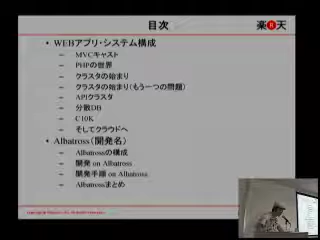 目次
楽天
• WEBアプリ・システム構成
– MVCキャスト
– PHPの世界
– クラスタの始まり
– クラスタの始まり(もう一つの問題)
– APIクラスタ
– 分散DB
– C10K
– そしてクラウドへ
• Albatross(開発名)
– Albatrossの構成
– 開発 on Albatross
– 開発手順 on Albatross
– Albatrossまとめ